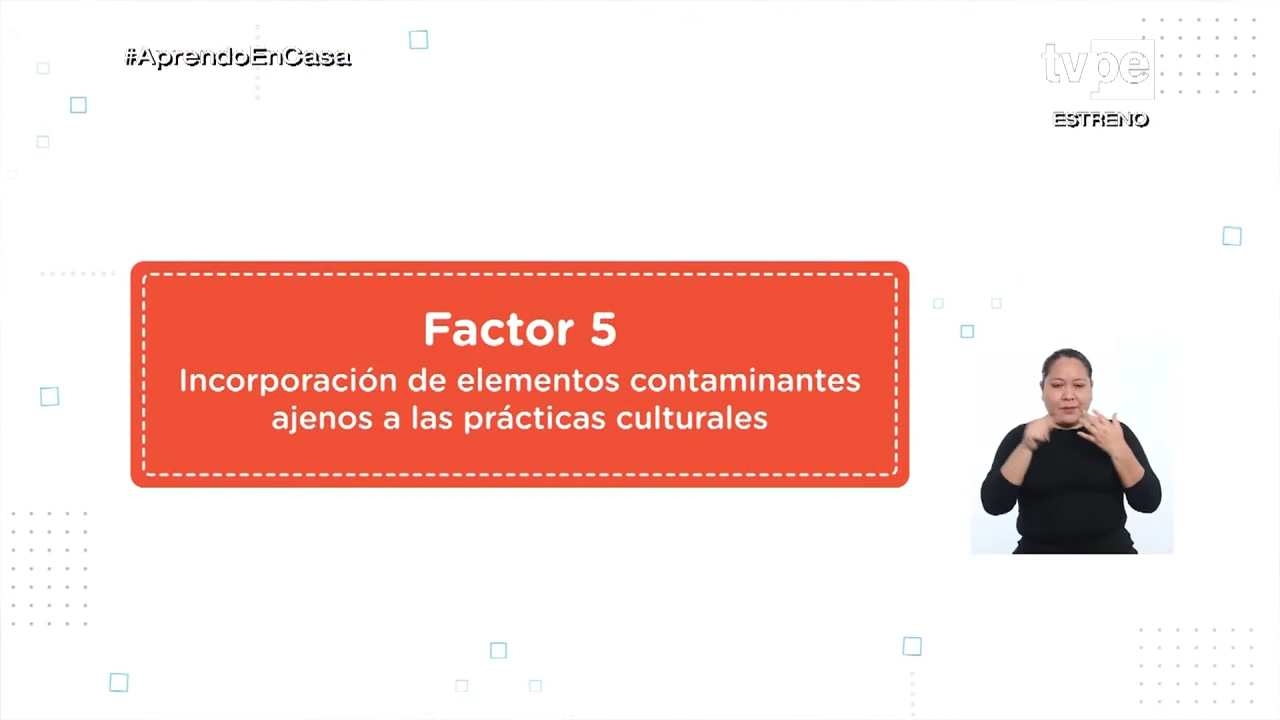 #AprendoEnCasa
tvpe
ESTRENO
Factor 5
Incorporación de elementos contaminantes
ajenos a las prácticas culturales